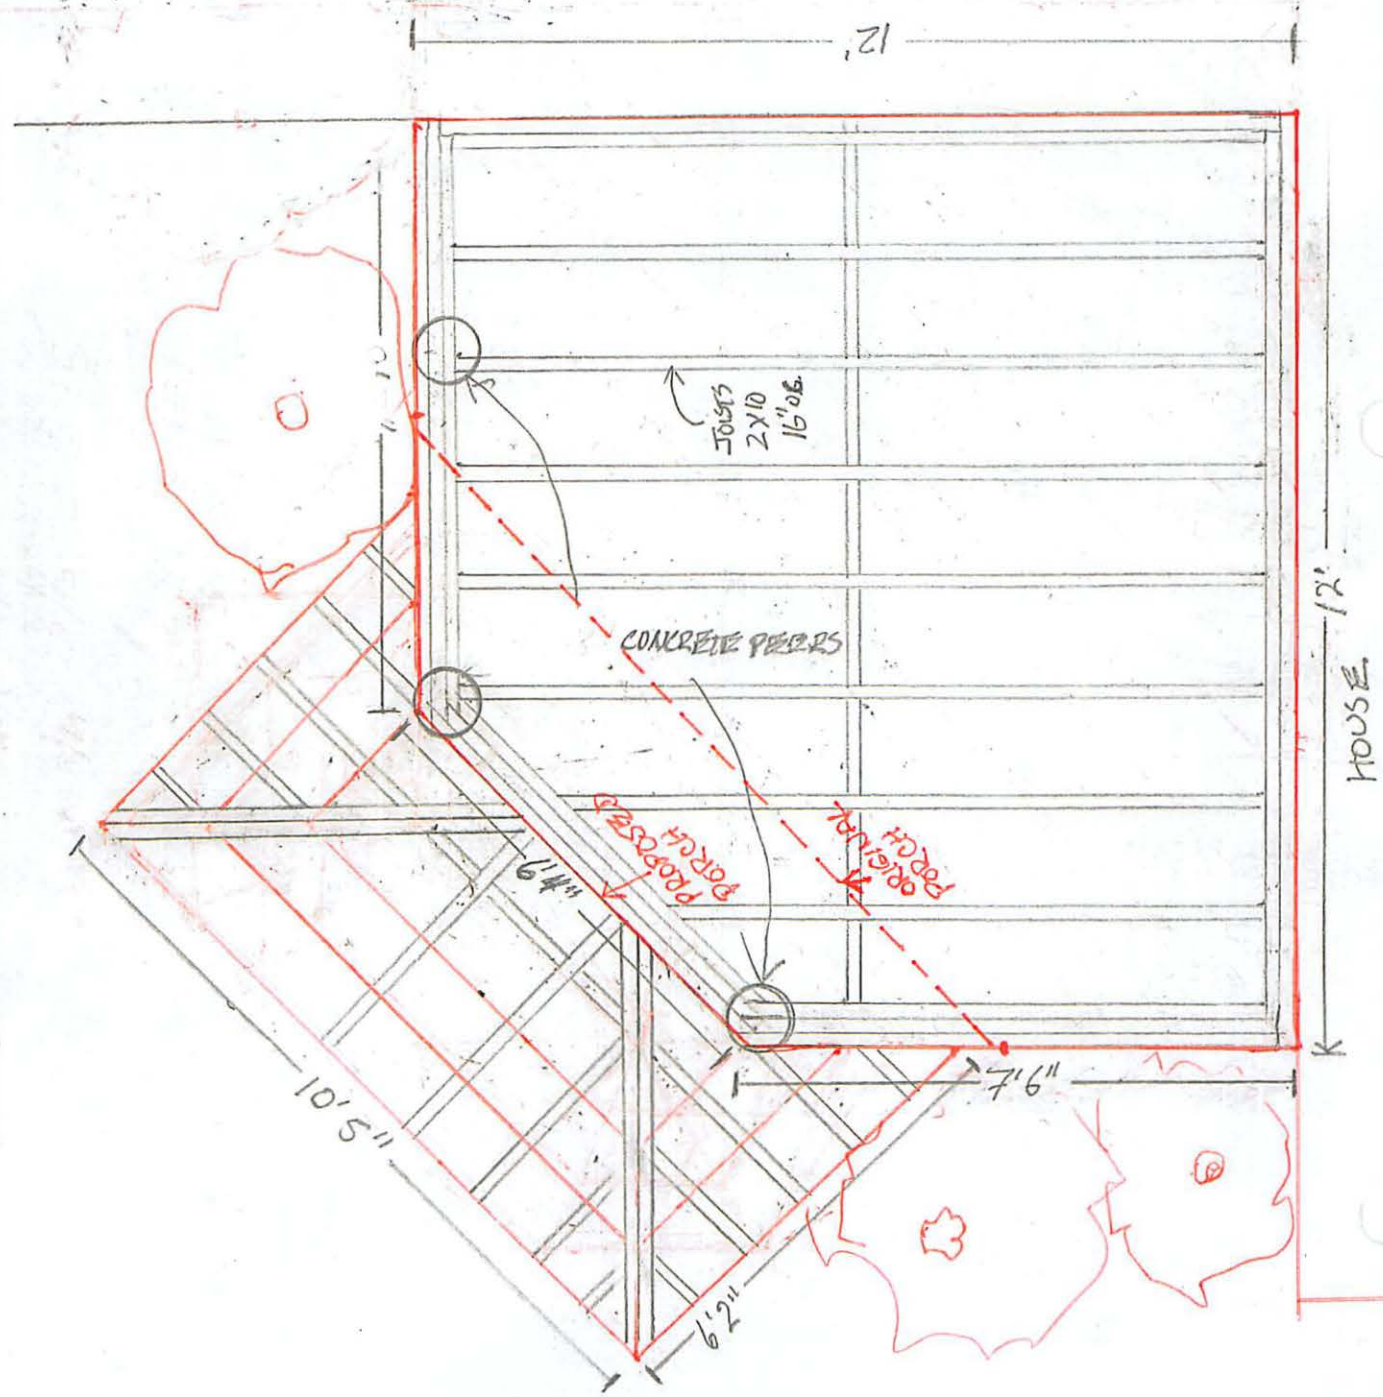 12'
JOISTS
2X10
16"OC
CONCRETE PEERS
PROPOSED
PORCH
ORIGINAL
PORCH
6'4"
12'
HOUSE
7'6"
10'5"
6'2"